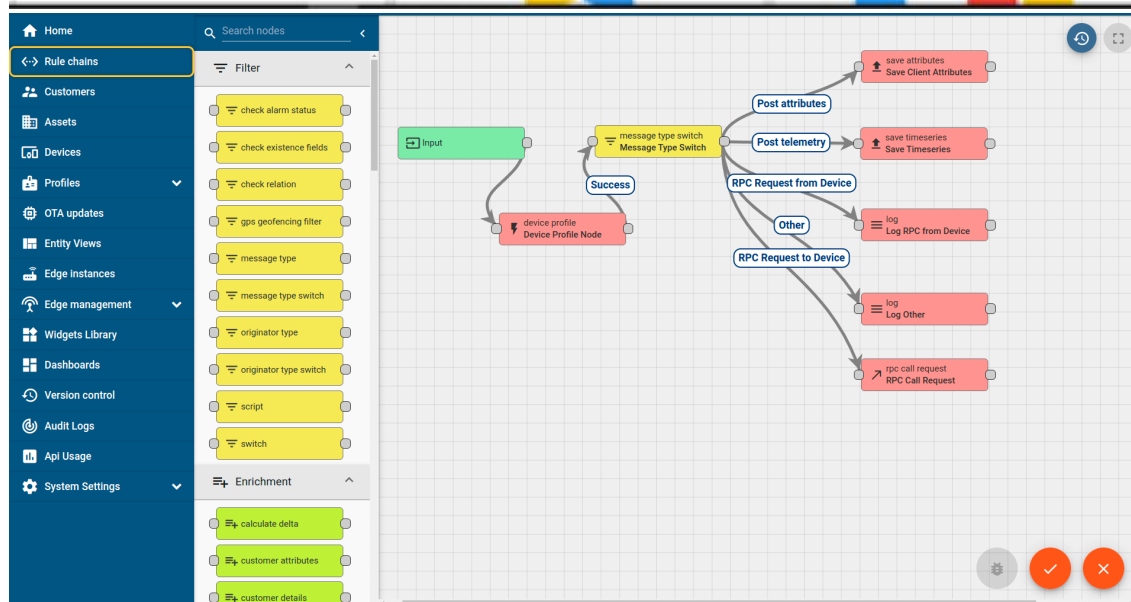 Home
Rule chains
Customers
Assets
Devices
Profiles
OTA updates
Entity Views
Edge instances
Edge management
Widgets Library
Dashboards
Version control
Audit Logs
Api Usage
System Settings
Search nodes
Filter
check alarm status
check existence fields
check relation
gps geofencing filter
message type
message type switch
originator type
originator type switch
script
switch
Enrichment
calculate delta
customer attributes
customer details
Input
device profile
Device Profile Node
Success
message type switch
Message Type Switch
Post attributes
Post telemetry
RPC Request from Device
Other
RPC Request to Device
save attributes
Save Client Attributes
save timeseries
Save Timeseries
log
Log RPC from Device
log
Log Other
rpc call request
RPC Call Request